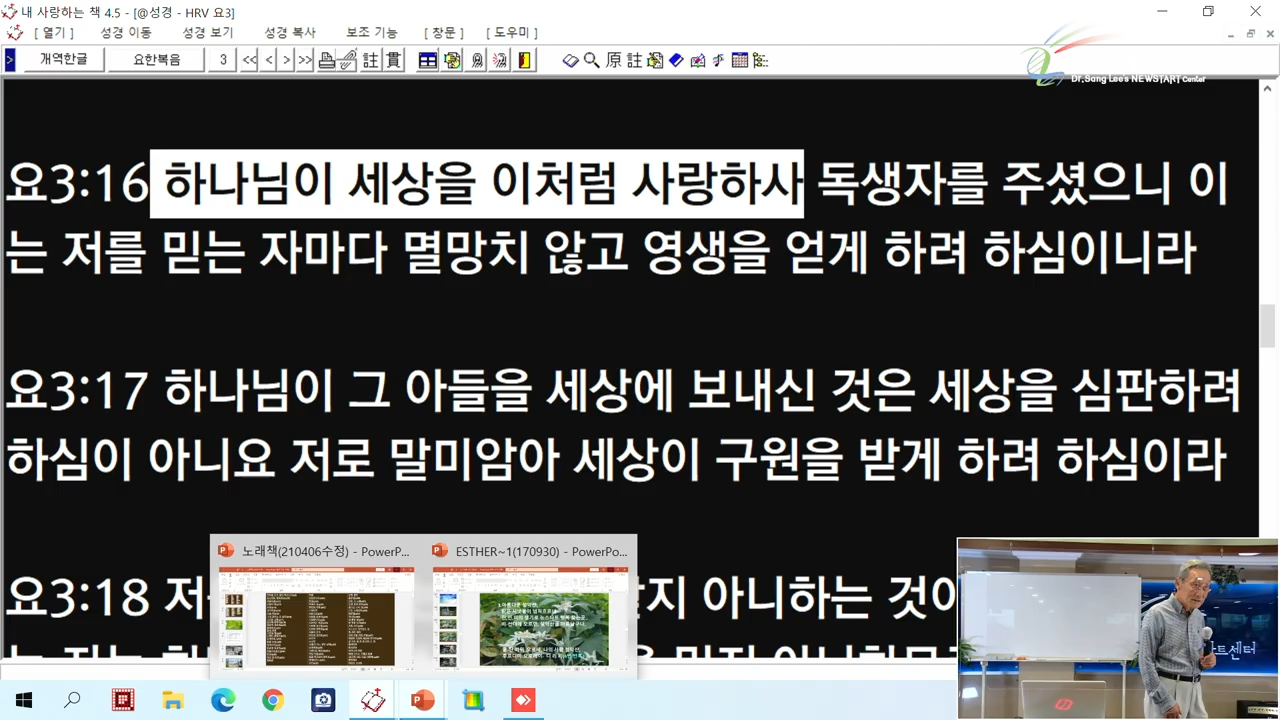 내 사랑하는 책 4.5 - [@성경 - HRV 요3]
[ 열기 ] 성경 이동 성경 보기 성경 복사 보조 기능 [ 창문 ] [ 도우미 ]
개역한글 요한복음 3 << < > >> 註 貫 原 註
Dr.Sang Lee's NEWSTART Center
요3:16 하나님이 세상을 이처럼 사랑하사 독생자를 주셨으니 이
는 저를 믿는 자마다 멸망치 않고 영생을 얻게 하려 하심이니라
요3:17 하나님이 그 아들을 세상에 보내신 것은 세상을 심판하려
하심이 아니요 저로 말미암아 세상이 구원을 받게 하려 하심이라
노래책(210406수정) - PowerP...
ESTHER~1(170930) - PowerPo...
요3:18 저 지 아니하는 것이
트센터